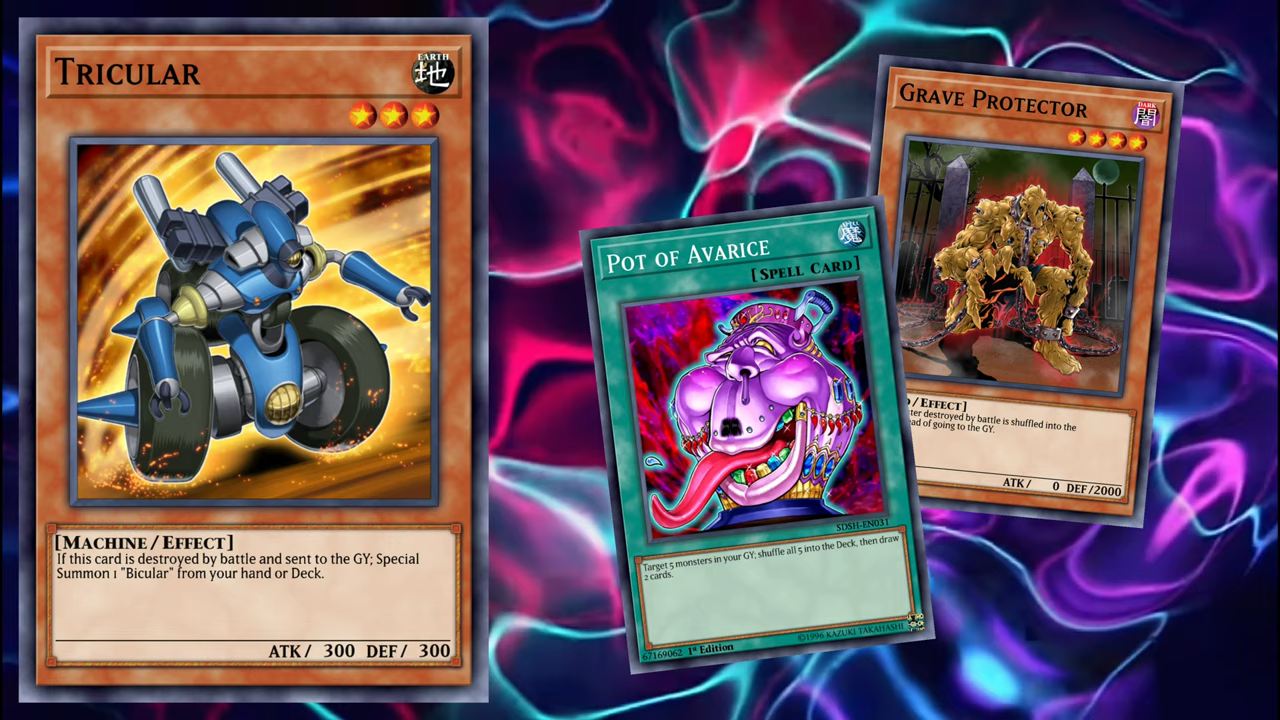 TRICULAR
EARTH
地
[MACHINE / EFFECT]
If this card is destroyed by battle and sent to the GY; Special
Summon 1 "Bicular" from your hand or Deck.
ATK / 300 DEF / 300
POT OF AVARICE
[SPELL CARD]
SDSH-EN031
Target 5 monsters in your GY; shuffle all 5 into the Deck, then draw
2 cards.
©1996 KAZUKI TAKAHASHI
67169062 1st Edition
GRAVE PROTECTOR
DARK
闇
/EFFECT]
destroyed by battle is shuffled into the
of going to the GY.
ATK / 0 DEF /2000